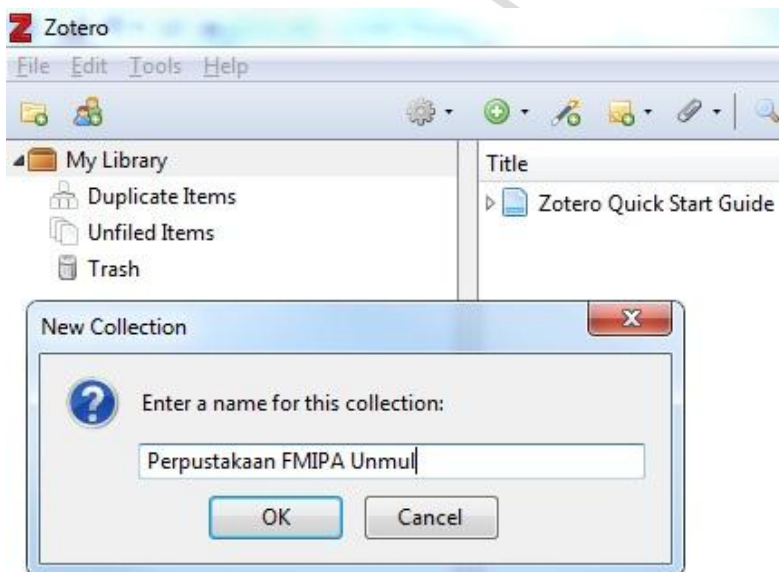 Zotero
File Edit Tools Help
My Library
Title
Duplicate Items
Zotero Quick Start Guide
Unfiled Items
Trash
New Collection
Enter a name for this collection:
Perpustakaan FMIPA Unmul
OK Cancel